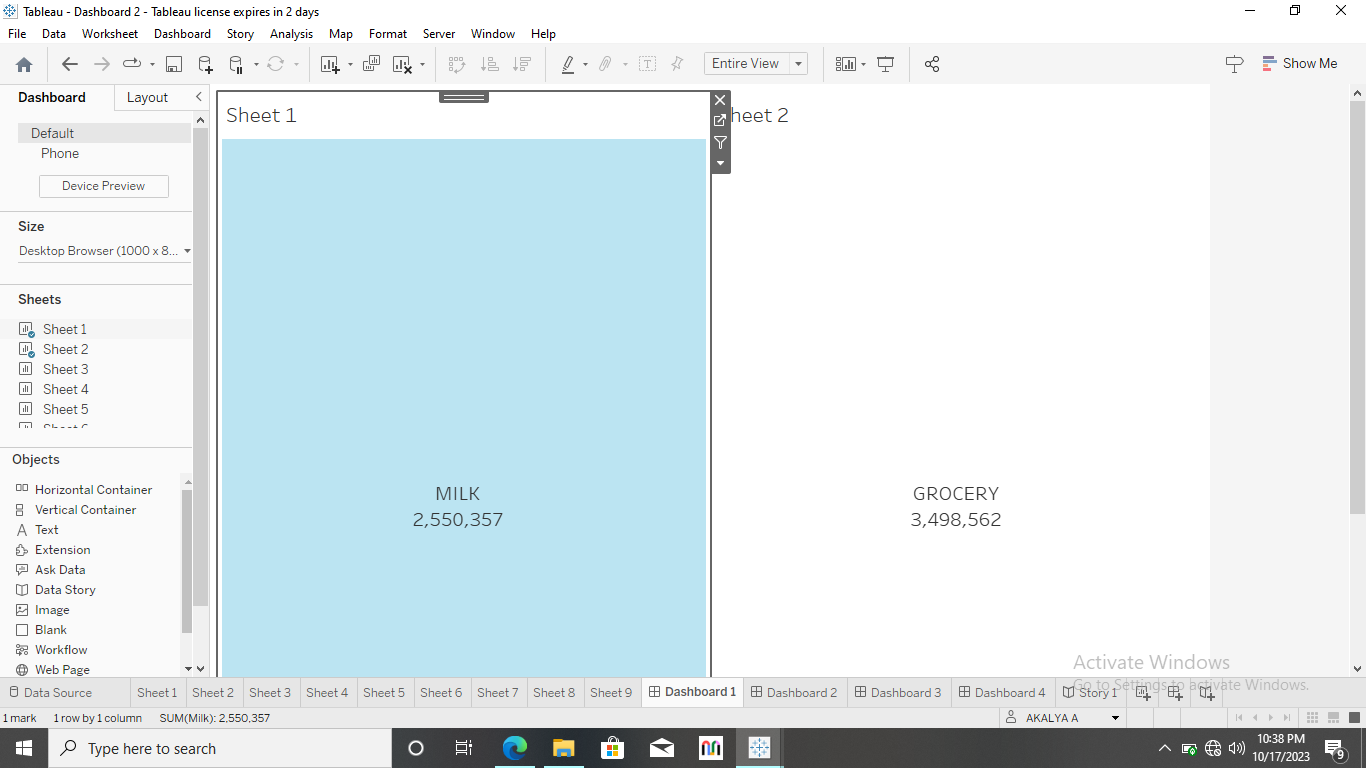 Tableau - Dashboard 2 - Tableau license expires in 2 days
File Data Worksheet Dashboard Story Analysis Map Format Server Window Help
Entire View
Show Me
Dashboard Layout
Default
Phone
Device Preview
Size
Desktop Browser (1000 x 8...
Sheets
Sheet 1
Sheet 2
Sheet 3
Sheet 4
Sheet 5
Objects
Horizontal Container
Vertical Container
Text
Extension
Ask Data
Data Story
Image
Blank
Workflow
Web Page
Sheet 1
heet 2
MILK
2,550,357
GROCERY
3,498,562
Activate Windows
Go to Settings to activate Windows.
Data Source Sheet 1 Sheet 2 Sheet 3 Sheet 4 Sheet 5 Sheet 6 Sheet 7 Sheet 8 Sheet 9 Dashboard 1 Dashboard 2 Dashboard 3 Dashboard 4 Story 1
1 mark 1 row by 1 column SUM(Milk): 2,550,357 AKALYA A
Type here to search
10:38 PM
10/17/2023
9